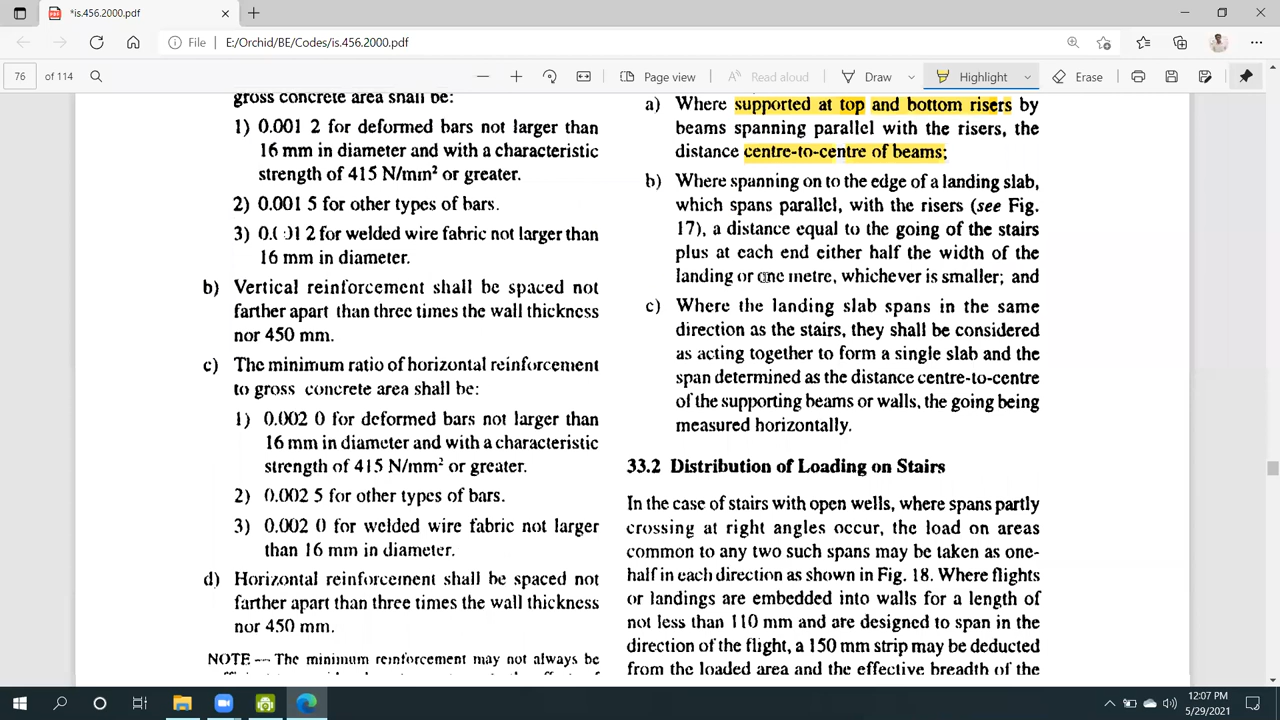 *is.456.2000.pdf
File
E:/Orchid/BE/Codes/is.456.2000.pdf
76
of 114
Page view
Read aloud
Draw
Highlight
Erase
gross concrete area shall be:
1) 0.001 2 for deformed bars not larger than
16 mm in diameter and with a characteristic
strength of 415 N/mm² or greater.
2) 0.001 5 for other types of bars.
3) 0.001 2 for welded wire fabric not larger than
16 mm in diameter.
b) Vertical reinforcement shall be spaced not
farther apart than three times the wall thickness
nor 450 mm.
c) The minimum ratio of horizontal reinforcement
to gross concrete area shall be:
1) 0.002 0 for deformed bars not larger than
16 mm in diameter and with a characteristic
strength of 415 N/mm² or greater.
2) 0.002 5 for other types of bars.
3) 0.002 0 for welded wire fabric not larger
than 16 mm in diameter.
d) Horizontal reinforcement shall be spaced not
farther apart than three times the wall thickness
nor 450 mm.
NOTE — The minimum reinforcement may not always be
a) Where supported at top and bottom risers by
beams spanning parallel with the risers, the
distance centre-to-centre of beams;
b) Where spanning on to the edge of a landing slab,
which spans parallel, with the risers (see Fig.
17), a distance equal to the going of the stairs
plus at each end either half the width of the
landing or one metre, whichever is smaller; and
c) Where the landing slab spans in the same
direction as the stairs, they shall be considered
as acting together to form a single slab and the
span determined as the distance centre-to-centre
of the supporting beams or walls, the going being
measured horizontally.
33.2 Distribution of Loading on Stairs
In the case of stairs with open wells, where spans partly
crossing at right angles occur, the load on areas
common to any two such spans may be taken as one-
half in each direction as shown in Fig. 18. Where flights
or landings are embedded into walls for a length of
not less than 110 mm and are designed to span in the
direction of the flight, a 150 mm strip may be deducted
from the loaded area and the effective breadth of the
12:07 PM
5/29/2021